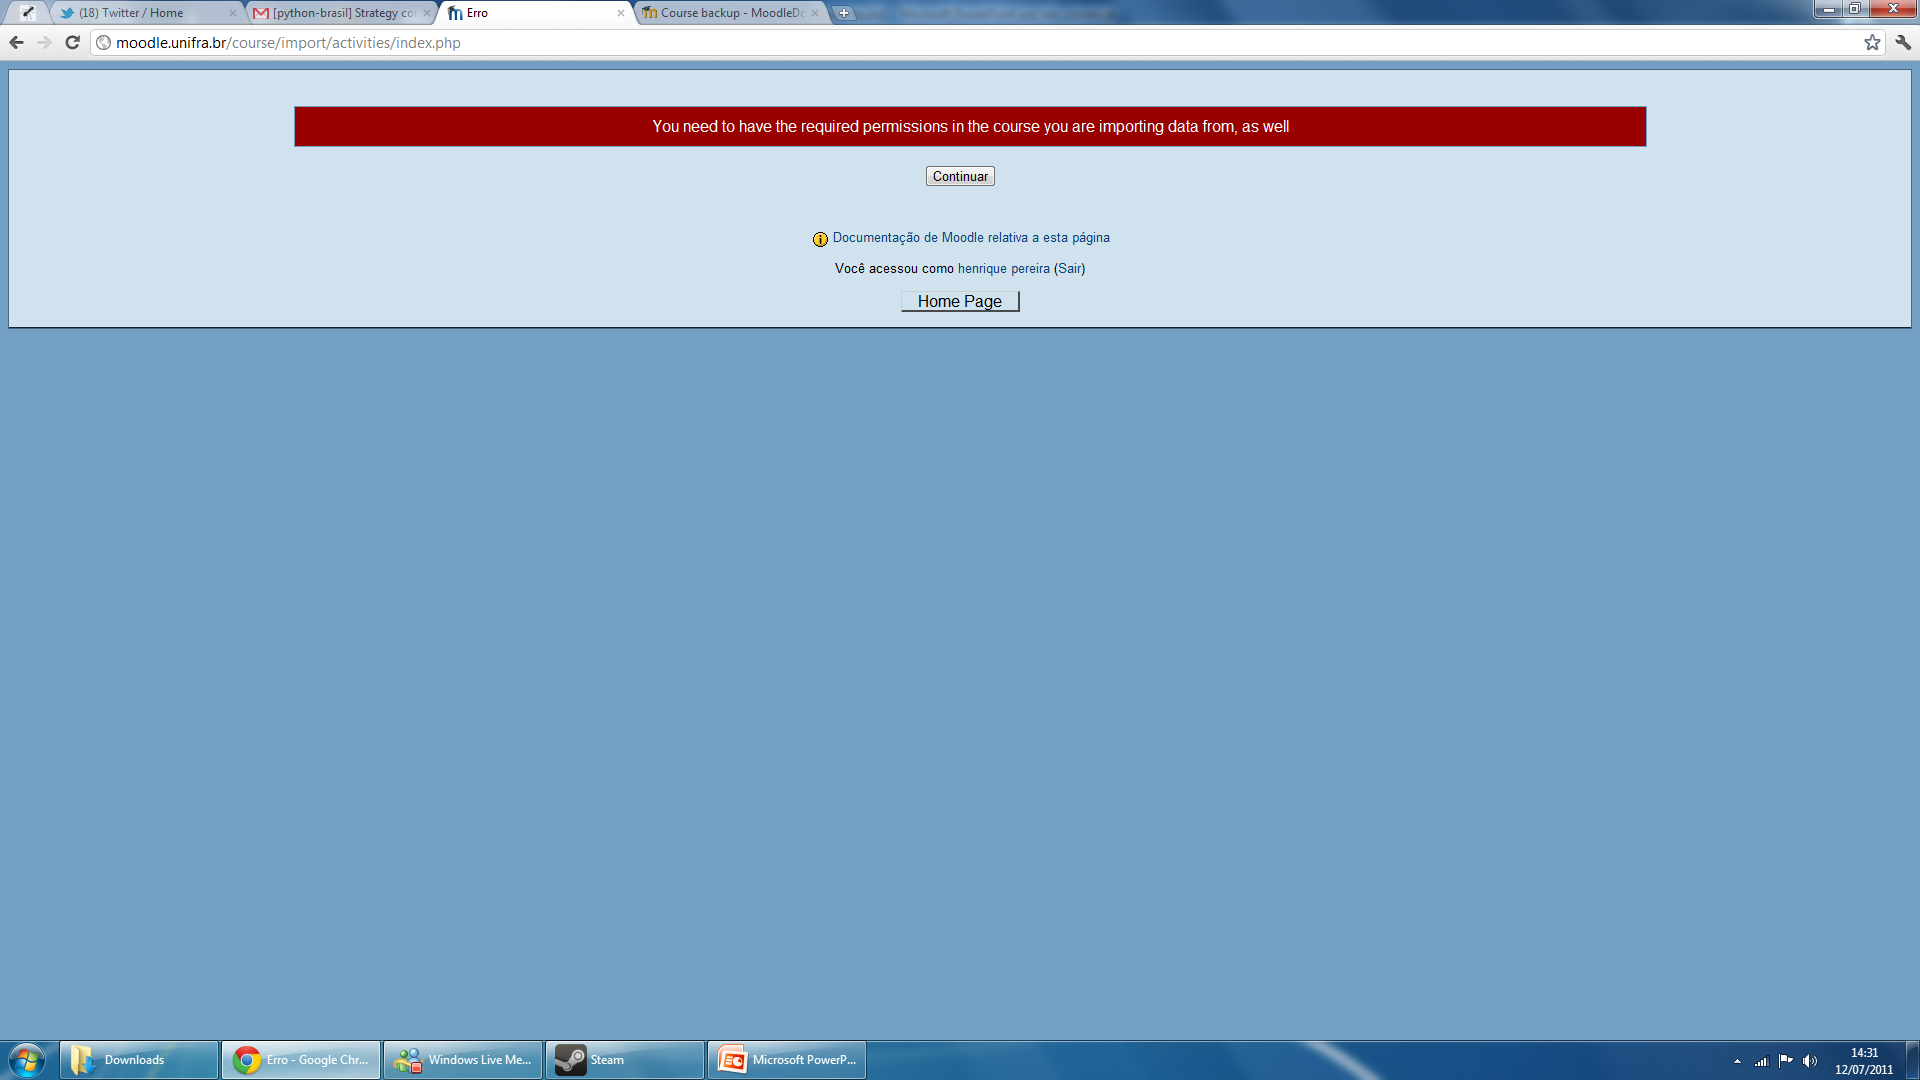 (18) Twitter / Home
[python-brasil] Strategy co
Erro
Course backup - MoodleDo
moodle.unifra.br/course/import/activities/index.php
You need to have the required permissions in the course you are importing data from, as well
Continuar
Documentação de Moodle relativa a esta página
Você acessou como henrique pereira (Sair)
Home Page
Downloads
Erro - Google Chr...
Windows Live Me...
Steam
Microsoft PowerP...
14:31
12/07/2011